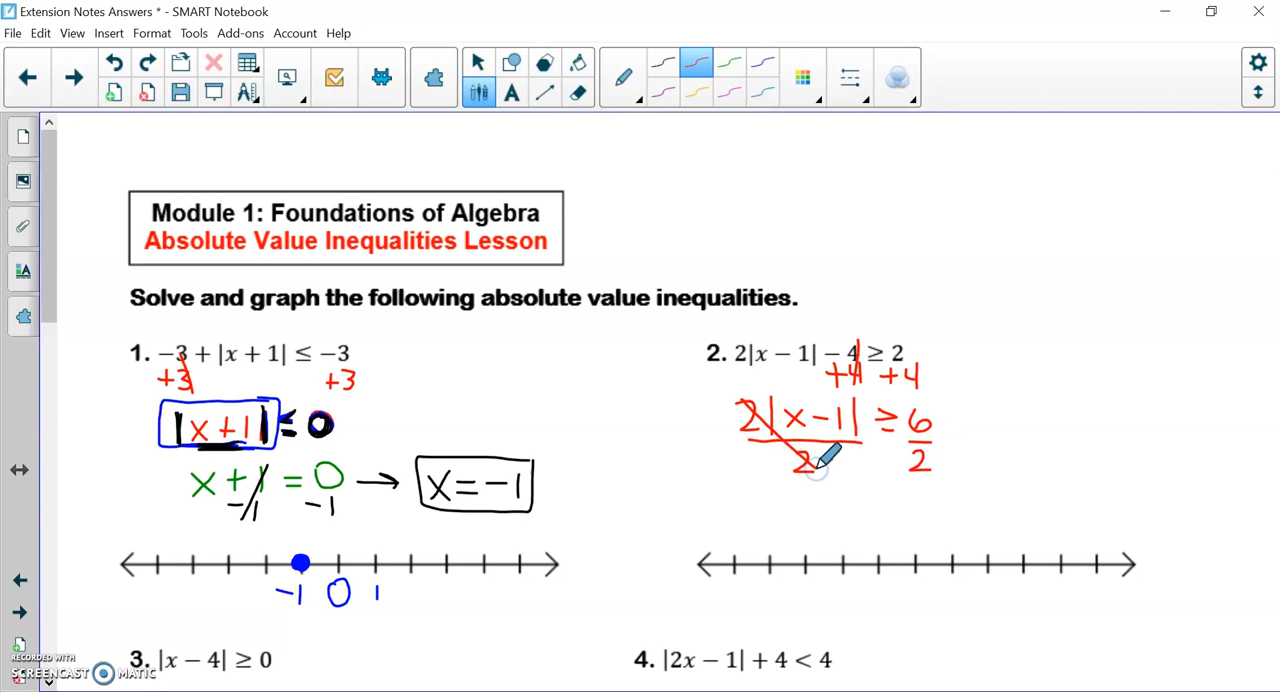 Extension Notes Answers * - SMART Notebook
File Edit View Insert Format Tools Add-ons Account Help
Module 1: Foundations of Algebra
Absolute Value Inequalities Lesson
Solve and graph the following absolute value inequalities.
1. −3 + |x + 1| ≤ −3
+3 +3
|x+1| ≤ 0
x+1 = 0 → x=-1
-1 -1
-1 0 1
2. 2|x − 1| − 4 ≥ 2
+4 +4
2|x-1| ≥ 6
2 2
3. |x − 4| ≥ 0
4. |2x − 1| + 4 < 4
RECORDED WITH
SCREENCAST MATIC